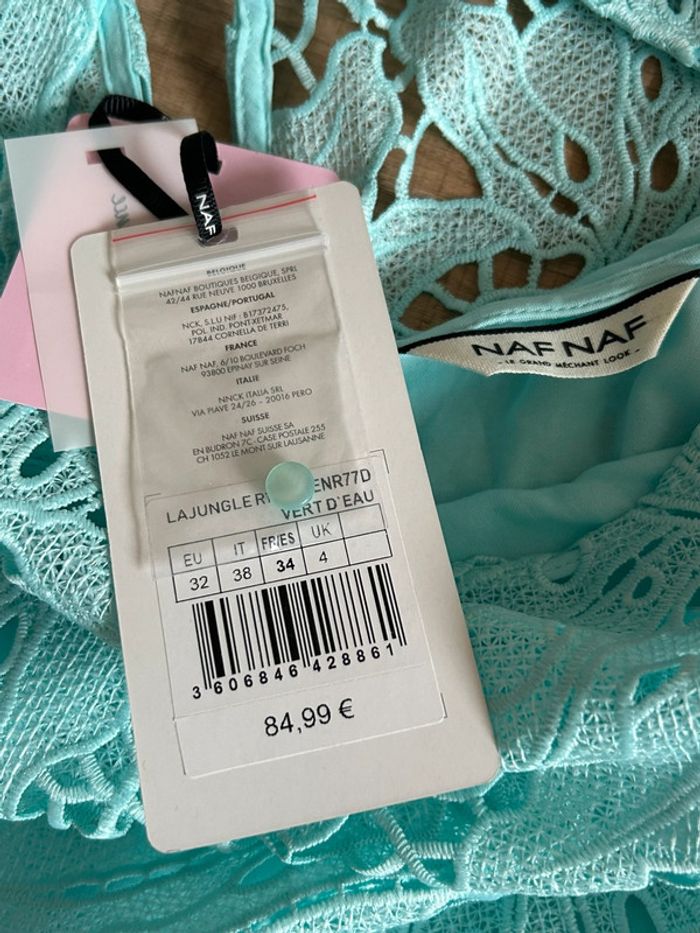 NAF
BELGIQUE
NAFNAF BOUTIQUES BELGIQUE, SPRL
42/44 RUE NEUVE 1000 BRUXELLES
ESPAGNE/PORTUGAL
NCK, S.L.U NIF : B17372475,
POL. IND. PONT-XETMAR
17844 CORNELLA DE TERRI
FRANCE
NAF NAF, 6/10 BOULEVARD FOCH
93800 EPINAY SUR SEINE
ITALIE
NNCK ITALIA SRL
VIA PIAVE 24/26 – 20016 PERO
SUISSE
NAF NAF SUISSE SA
EN BUDRON 7C - CASE POSTALE 255
CH 1052 LE MONT SUR LAUSANNE
LAJUNGLE ENR77D
VERT D'EAU
EU IT FR/ES UK
32 38 34 4
3 606846 428861
84,99 €
NAF NAF
- LE GRAND MÉCHANT LOOK -